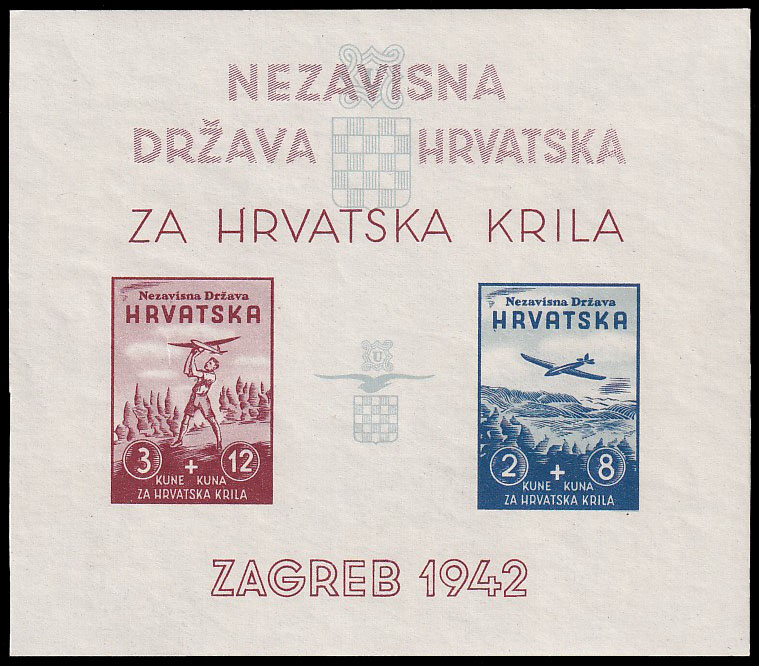 NEZAVISNA
DRŽAVA HRVATSKA
ZA HRVATSKA KRILA
Nezavisna Država
HRVATSKA
3 + 12
KUNE KUNA
ZA HRVATSKA KRILA
U
Nezavisna Država
HRVATSKA
2 + 8
KUNE KUNA
ZA HRVATSKA KRILA
ZAGREB 1942